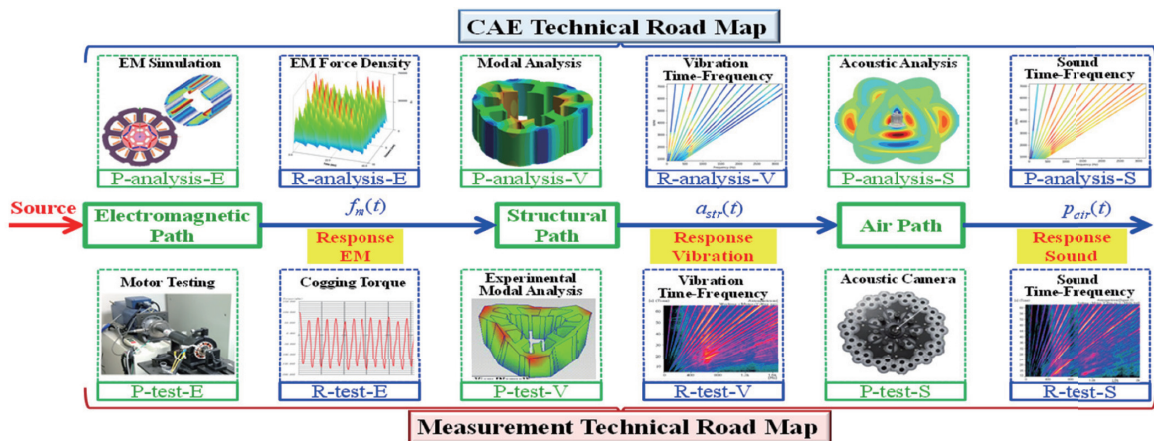 CAE Technical Road Map
EM Simulation
EM Force Density
Modal Analysis
Vibration
Time-Frequency
Acoustic Analysis
Sound
Time-Frequency
P-analysis-E
R-analysis-E
P-analysis-V
R-analysis-V
P-analysis-S
P-analysis-S
Source
Electromagnetic
Path
fn(t)
Response
EM
Structural
Path
astr(t)
Response
Vibration
Air Path
pair(t)
Response
Sound
Motor Testing
Cogging Torque
Experimental
Modal Analysis
Vibration
Time-Frequency
Acoustic Camera
Sound
Time-Frequency
P-test-E
R-test-E
P-test-V
R-test-V
P-test-S
R-test-S
Measurement Technical Road Map